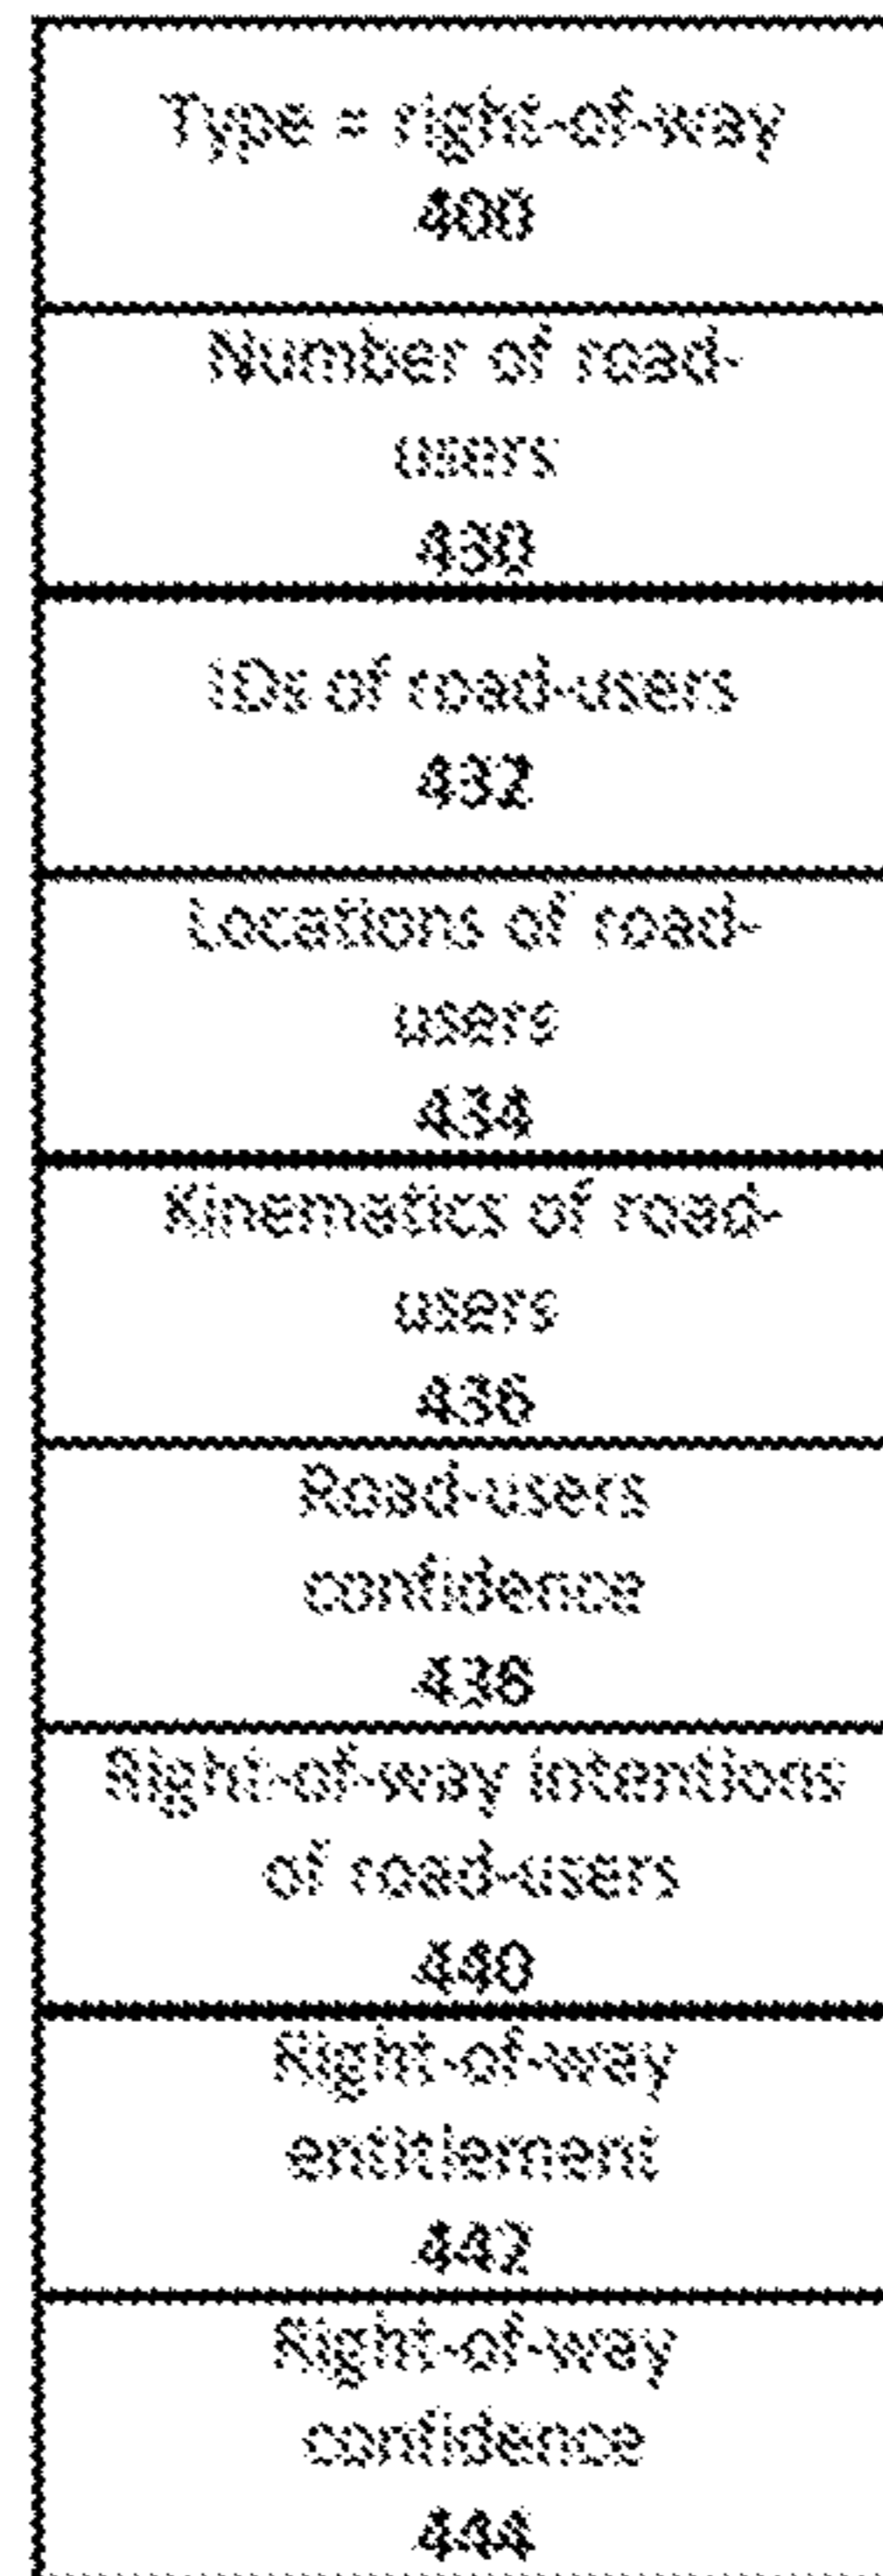 Type = right-of-way
400
Number of road-
users
430
IDs of road-users
432
Locations of road-
users
434
Kinematics of road-
users
436
Road-users
confidence
436
Right-of-way intentions
of road-users
440
Right-of-way
entitlement
442
Right-of-way
confidence
444